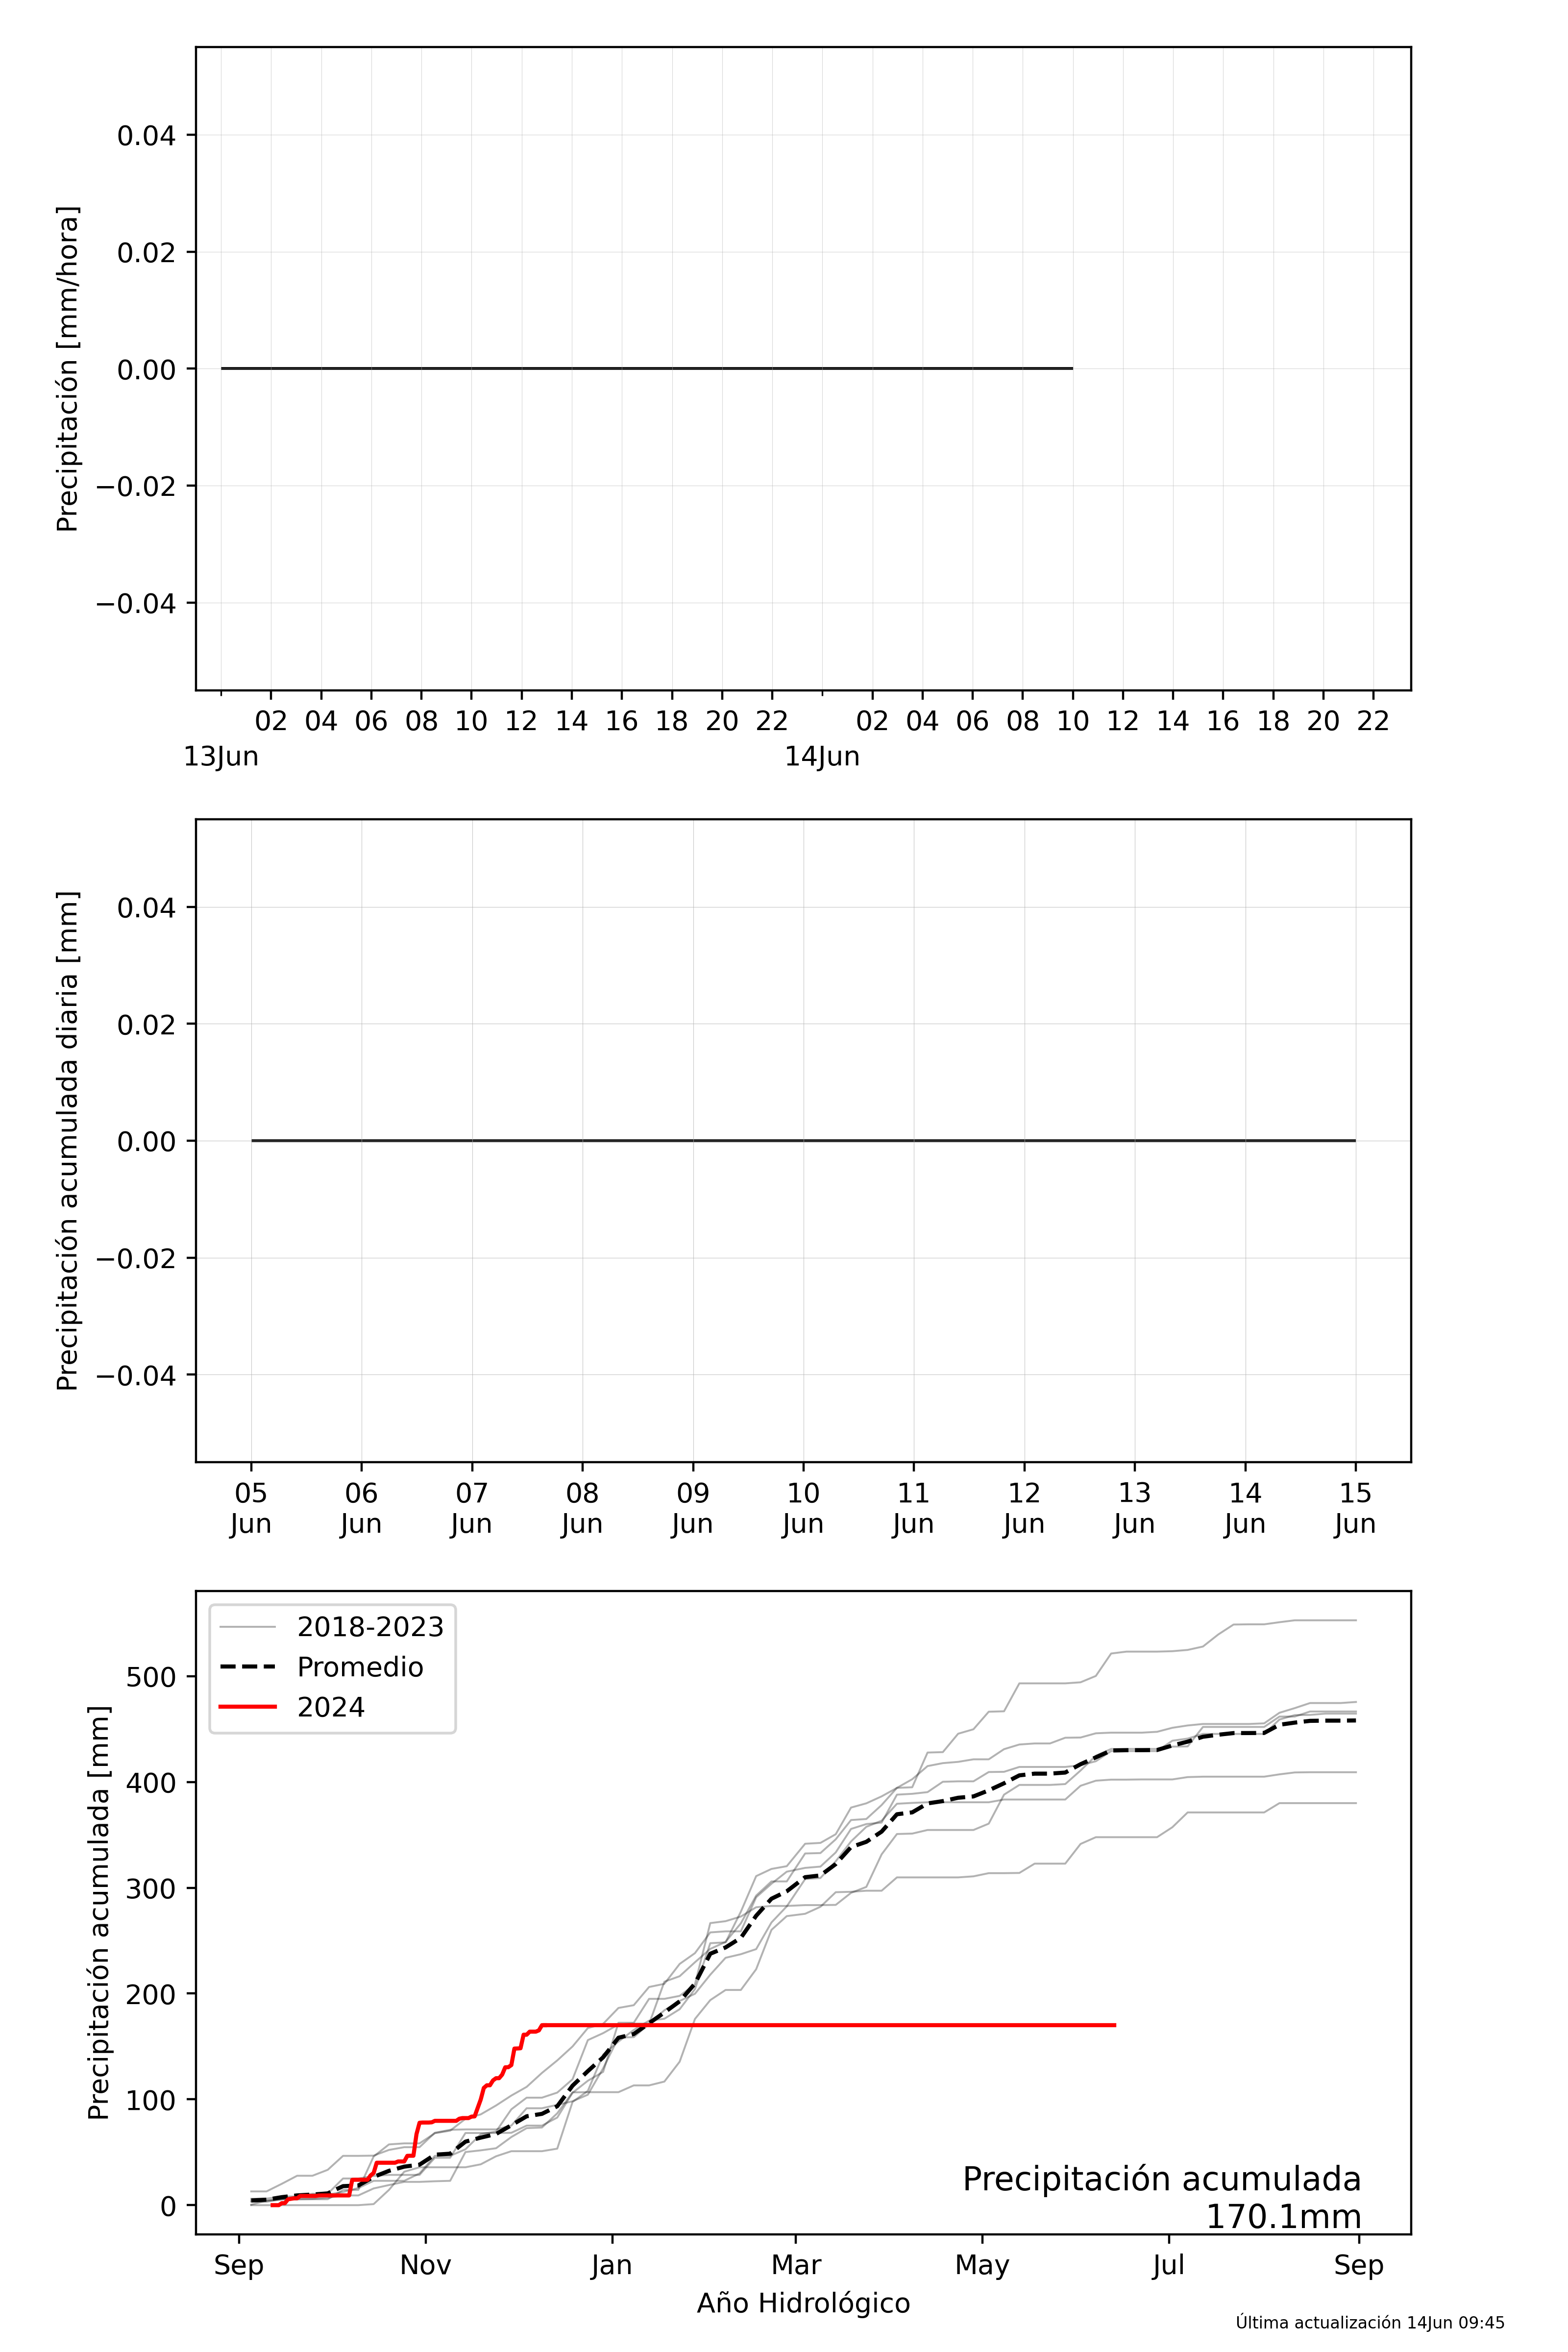 Precipitación [mm/hora]
0.04
0.02
0.00
−0.02
−0.04
02 04 06 08 10 12 14 16 18 20 22 02 04 06 08 10 12 14 16 18 20 22
13Jun 14Jun
Precipitación acumulada diaria [mm]
0.04
0.02
0.00
−0.02
−0.04
05 06 07 08 09 10 11 12 13 14 15
Jun Jun Jun Jun Jun Jun Jun Jun Jun Jun Jun
Precipitación acumulada [mm]
2018-2023
Promedio
2024
500
400
300
200
100
0
Precipitación acumulada
170.1mm
Sep Nov Jan Mar May Jul Sep
Año Hidrológico
Última actualización 14Jun 09:45